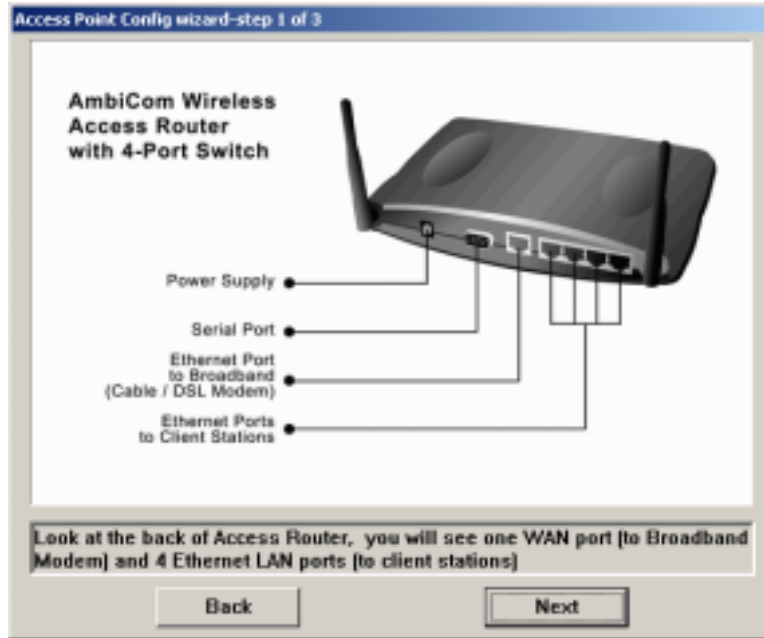 Access Point Config wizard-step 1 of 3
AmbiCom Wireless
Access Router
with 4-Port Switch
Power Supply
Serial Port
Ethernet Port
to Broadband
(Cable / DSL Modem)
Ethernet Ports
to Client Stations
Look at the back of Access Router, you will see one WAN port (to Broadband
Modem) and 4 Ethernet LAN ports (to client stations)
Back
Next